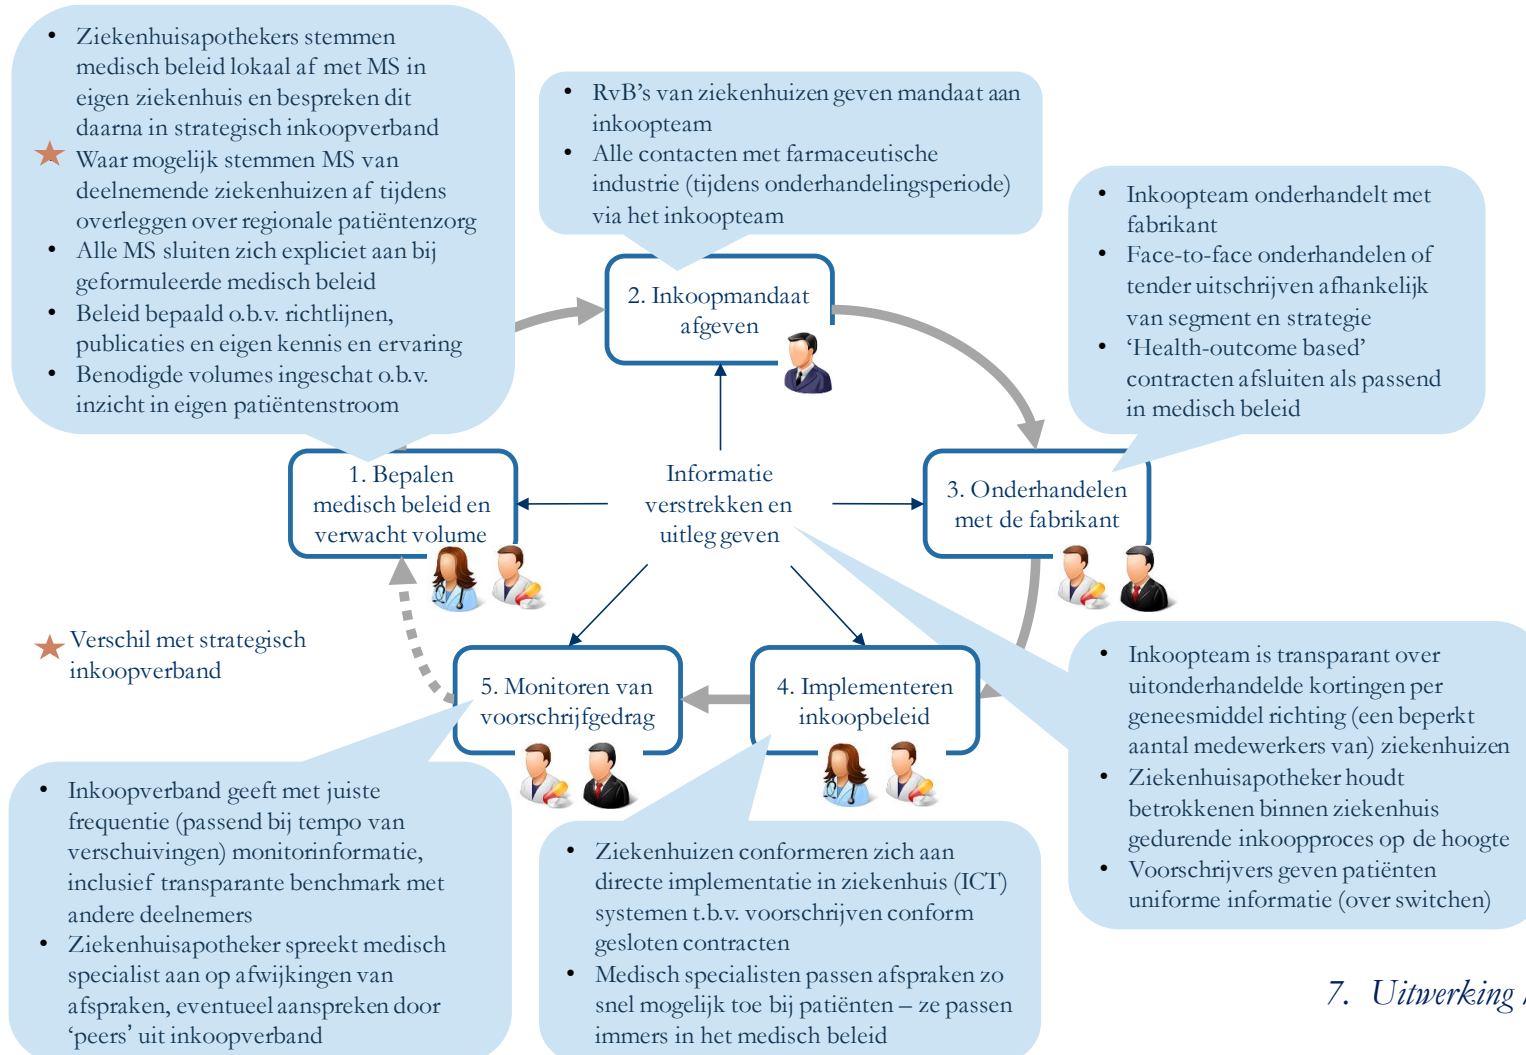 • Ziekenhuisapothekers stemmen
medisch beleid lokaal af met MS in
eigen ziekenhuis en bespreken dit
daarna in strategisch inkoopverband
Waar mogelijk stemmen MS van
deelnemende ziekenhuizen af tijdens
overleggen over regionale patiëntenzorg
• Alle MS sluiten zich expliciet aan bij
geformuleerde medisch beleid
• Beleid bepaald o.b.v. richtlijnen,
publicaties en eigen kennis en ervaring
• Benodigde volumes ingeschat o.b.v.
inzicht in eigen patiëntenstroom
• RvB's van ziekenhuizen geven mandaat aan
inkoopteam
• Alle contacten met farmaceutische
industrie (tijdens onderhandelingsperiode)
via het inkoopteam
• Inkoopteam onderhandelt met
fabrikant
• Face-to-face onderhandelen of
tender uitschrijven afhankelijk
van segment en strategie
• ‘Health-outcome based’
contracten afsluiten als passend
in medisch beleid
2. Inkoopmandaat
afgeven
1. Bepalen
medisch beleid en
verwacht volume
Informatie
verstrekken en
uitleg geven
3. Onderhandelen
met de fabrikant
Verschil met strategisch
inkoopverband
5. Monitoren van
voorschrijfgedrag
4. Implementeren
inkoopbeleid
• Inkoopteam is transparant over
uitonderhandelde kortingen per
geneesmiddel richting (een beperkt
aantal medewerkers van) ziekenhuizen
• Ziekenhuisapotheker houdt
betrokkenen binnen ziekenhuis
gedurende inkoopproces op de hoogte
• Voorschrijvers geven patiënten
uniforme informatie (over switchen)
• Inkoopverband geeft met juiste
frequentie (passend bij tempo van
verschuivingen) monitorinformatie,
inclusief transparante benchmark met
andere deelnemers
• Ziekenhuisapotheker spreekt medisch
specialist aan op afwijkingen van
afspraken, eventueel aanspreken door
‘peers’ uit inkoopverband
• Ziekenhuizen conformeren zich aan
directe implementatie in ziekenhuis (ICT)
systemen t.b.v. voorschrijven conform
gesloten contracten
• Medisch specialisten passen afspraken zo
snel mogelijk toe bij patiënten – ze passen
immers in het medisch beleid
7. Uitwerking